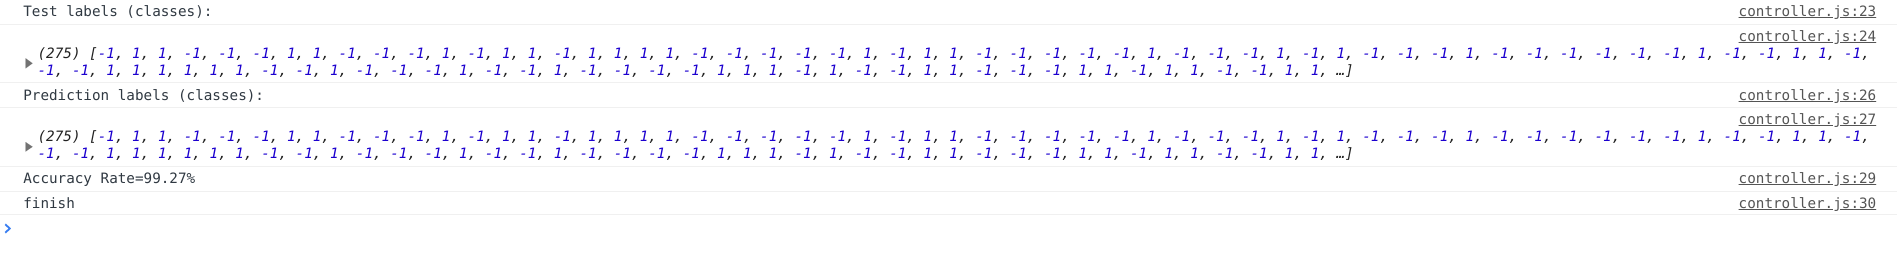 Test labels (classes): controller.js:23
controller.js:24
(275) [-1, 1, 1, -1, -1, -1, 1, 1, -1, -1, -1, 1, -1, 1, 1, -1, 1, 1, 1, 1, -1, -1, -1, -1, -1, 1, -1, 1, 1, -1, -1, -1, -1, 1, -1, -1, -1, 1, -1, 1, -1, -1, -1, 1, -1, -1, -1, -1, -1, -1, 1, -1, -1, 1, 1, -1,
-1, -1, 1, 1, 1, 1, 1, 1, -1, -1, 1, -1, -1, -1, 1, -1, -1, 1, -1, -1, -1, -1, 1, 1, 1, -1, 1, -1, -1, 1, 1, -1, -1, -1, 1, 1, -1, 1, 1, -1, -1, 1, 1, …]
Prediction labels (classes): controller.js:26
controller.js:27
(275) [-1, 1, 1, -1, -1, -1, 1, 1, -1, -1, -1, 1, -1, 1, 1, -1, 1, 1, 1, 1, -1, -1, -1, -1, -1, 1, -1, 1, 1, -1, -1, -1, -1, 1, -1, -1, -1, 1, -1, 1, -1, -1, -1, 1, -1, -1, -1, -1, -1, -1, 1, -1, -1, 1, 1, -1,
-1, -1, 1, 1, 1, 1, 1, 1, -1, -1, 1, -1, -1, -1, 1, -1, -1, 1, -1, -1, -1, -1, 1, 1, 1, -1, 1, -1, -1, 1, 1, -1, -1, -1, 1, 1, -1, 1, 1, -1, -1, 1, 1, …]
Accuracy Rate=99.27% controller.js:29
finish controller.js:30